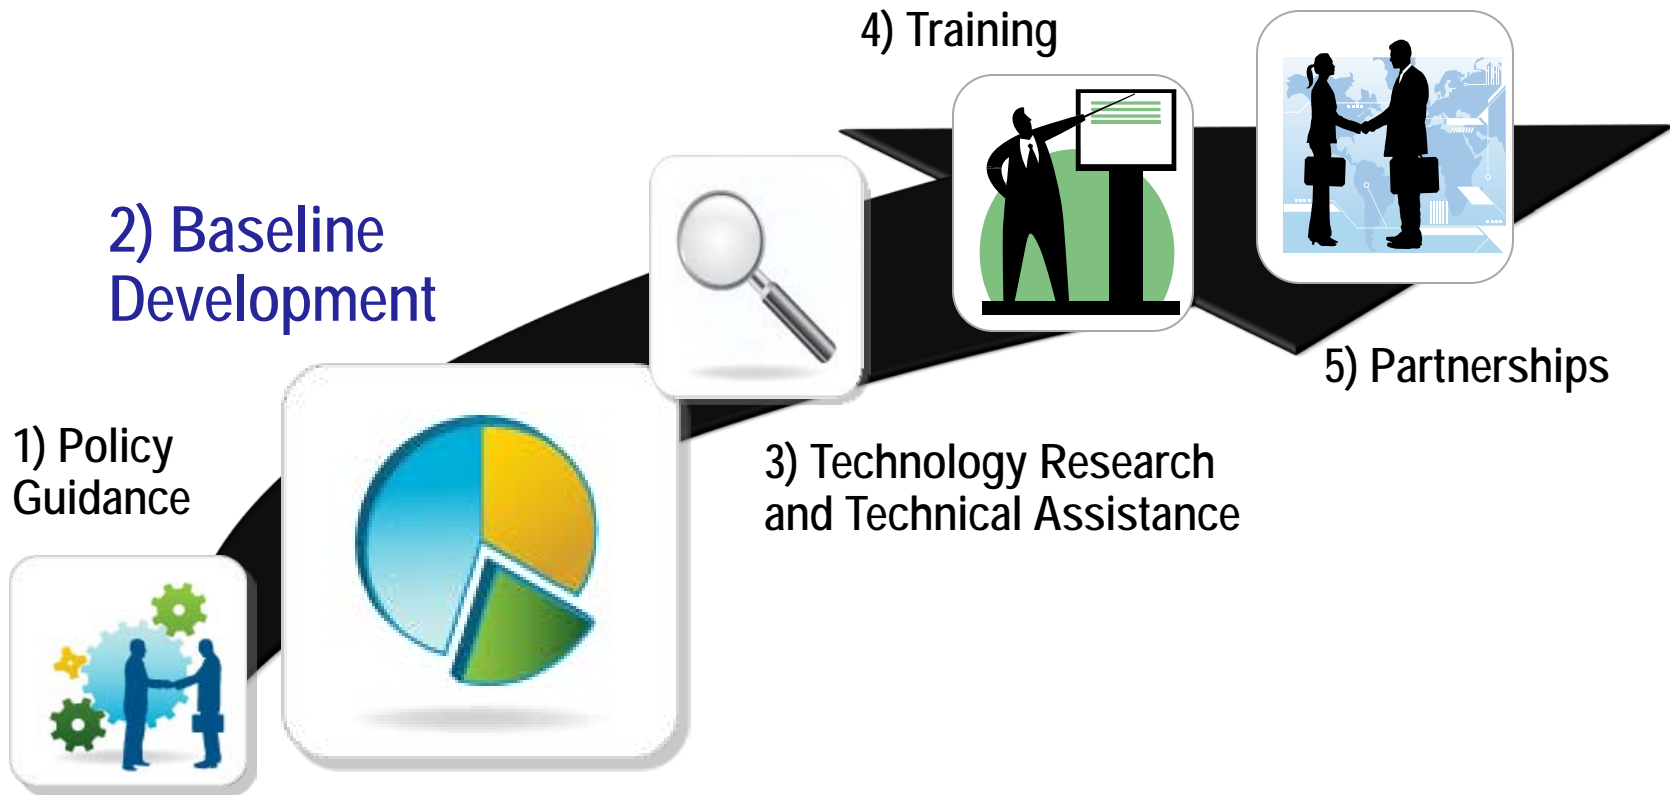 1) Policy
Guidance
2) Baseline
Development
3) Technology Research
and Technical Assistance
4) Training
5) Partnerships